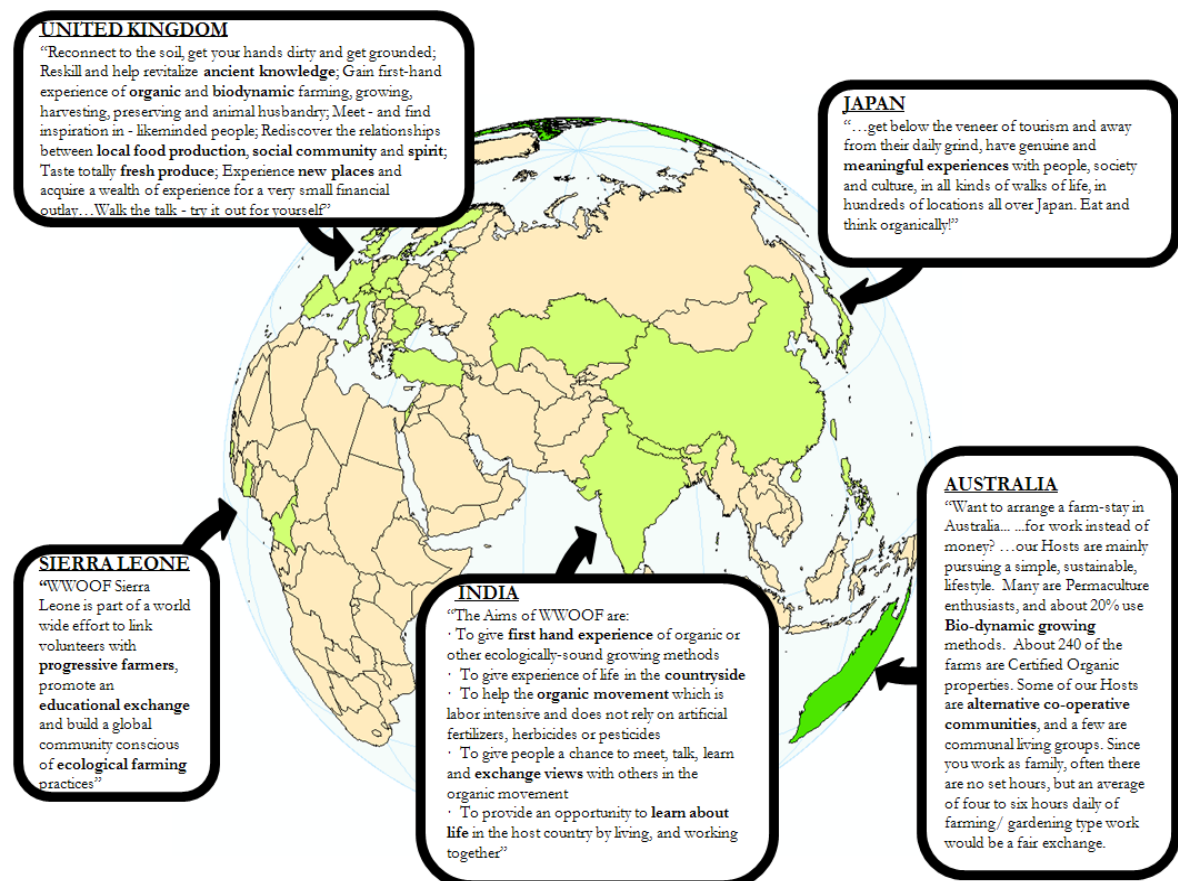 UNITED KINGDOM
“Reconnect to the soil, get your hands dirty and get grounded;
Reskill and help revitalize ancient knowledge; Gain first-hand
experience of organic and biodynamic farming, growing,
harvesting, preserving and animal husbandry; Meet - and find
inspiration in - likeminded people; Rediscover the relationships
between local food production, social community and spirit;
Taste totally fresh produce; Experience new places and
acquire a wealth of experience for a very small financial
outlay…Walk the talk - try it out for yourself”
JAPAN
“…get below the veneer of tourism and away
from their daily grind, have genuine and
meaningful experiences with people, society
and culture, in all kinds of walks of life, in
hundreds of locations all over Japan. Eat and
think organically!”
SIERRA LEONE
“WWOOF Sierra
Leone is part of a world
wide effort to link
volunteers with
progressive farmers,
promote an
educational exchange
and build a global
community conscious
of ecological farming
practices”
INDIA
“The Aims of WWOOF are:
· To give first hand experience of organic or
other ecologically-sound growing methods
· To give experience of life in the countryside
· To help the organic movement which is
labor intensive and does not rely on artificial
fertilizers, herbicides or pesticides
· To give people a chance to meet, talk, learn
and exchange views with others in the
organic movement
· To provide an opportunity to learn about
life in the host country by living, and working
together”
AUSTRALIA
“Want to arrange a farm-stay in
Australia... ...for work instead of
money? …our Hosts are mainly
pursuing a simple, sustainable,
lifestyle. Many are Permaculture
enthusiasts, and about 20% use
Bio-dynamic growing
methods. About 240 of the
farms are Certified Organic
properties. Some of our Hosts
are alternative co-operative
communities, and a few are
communal living groups. Since
you work as family, often there
are no set hours, but an average
of four to six hours daily of
farming/ gardening type work
would be a fair exchange.